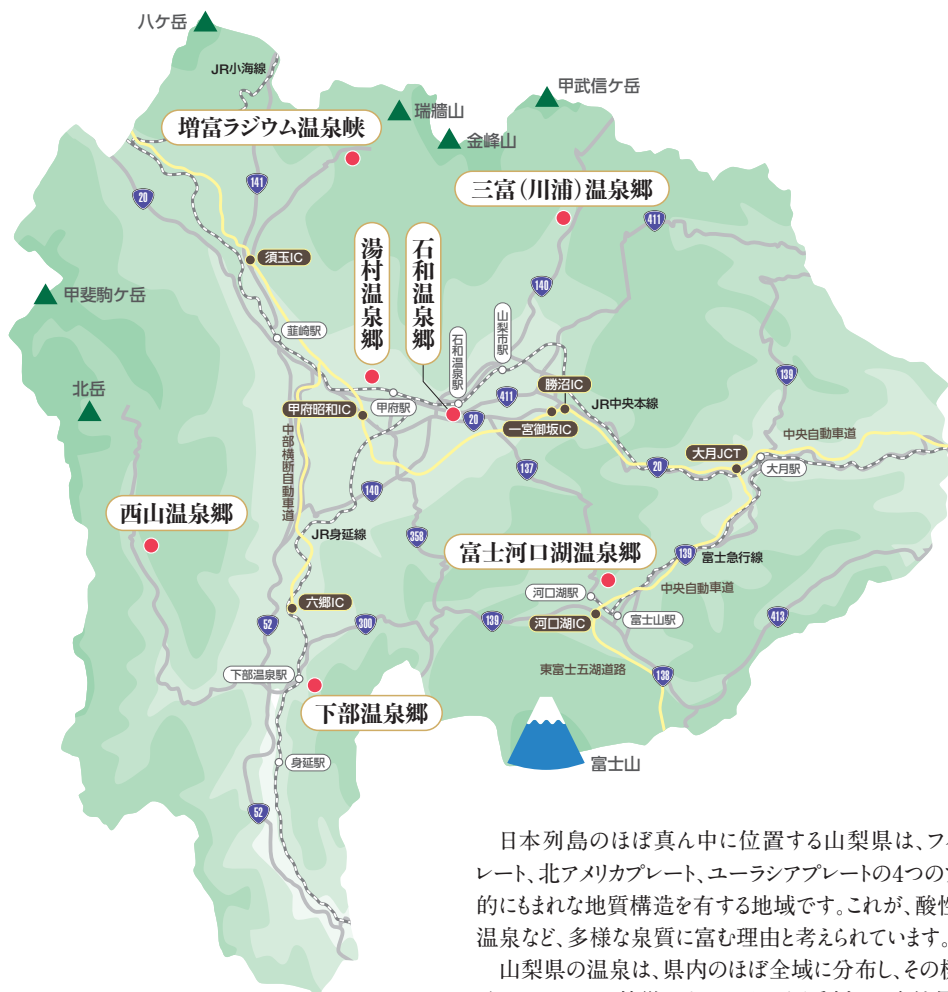 八ケ岳
JR小海線
甲武信ケ岳
瑞牆山
金峰山
増富ラジウム温泉峡
三富(川浦)温泉郷
141
20
411
湯村温泉郷
石和温泉郷
須玉IC
140
甲斐駒ケ岳
山梨市駅
韮崎駅
石和温泉駅
139
北岳
勝沼IC
411
JR中央本線
甲府昭和IC
甲府駅
20
一宮御坂IC
中央自動車道
大月JCT
大月駅
中部横断自動車道
137
20
140
西山温泉郷
JR身延線
358
富士河口湖温泉郷
139
富士急行線
中央自動車道
河口湖駅
六郷IC
52
300
139
河口湖IC
富士山駅
413
下部温泉駅
東富士五湖道路
138
下部温泉郷
身延駅
富士山
52
日本列島のほぼ真ん中に位置する山梨県は、フ
レート、北アメリカプレート、ユーラシアプレートの4つの
的にもまれな地質構造を有する地域です。これが、酸性
温泉など、多様な泉質に富む理由と考えられています。
山梨県の温泉は、県内のほぼ全域に分布し、その